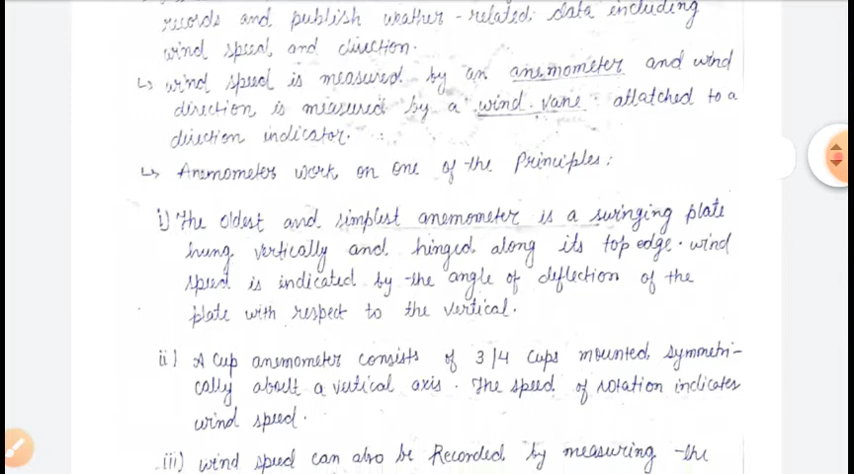 records and publish weather-related data including
wind speed, and direction.
↳ wind speed is measured by an anemometer and wind
direction is measured by a wind vane. attatched to a
direction indicator.
↳ Anemometer work on one of the Principles:
i) The oldest and simplest anemometer is a swinging plate
hung vertically and hinged along its top edge. wind
speed is indicated by the angle of deflection of the
plate with respect to the vertical.
ii) A Cup anemometer consists of 3/4 Cups mounted, symmetri-
cally about a vertical axis. The speed of rotation indicates
wind speed.
iii) wind speed can also be Recorded by measuring the